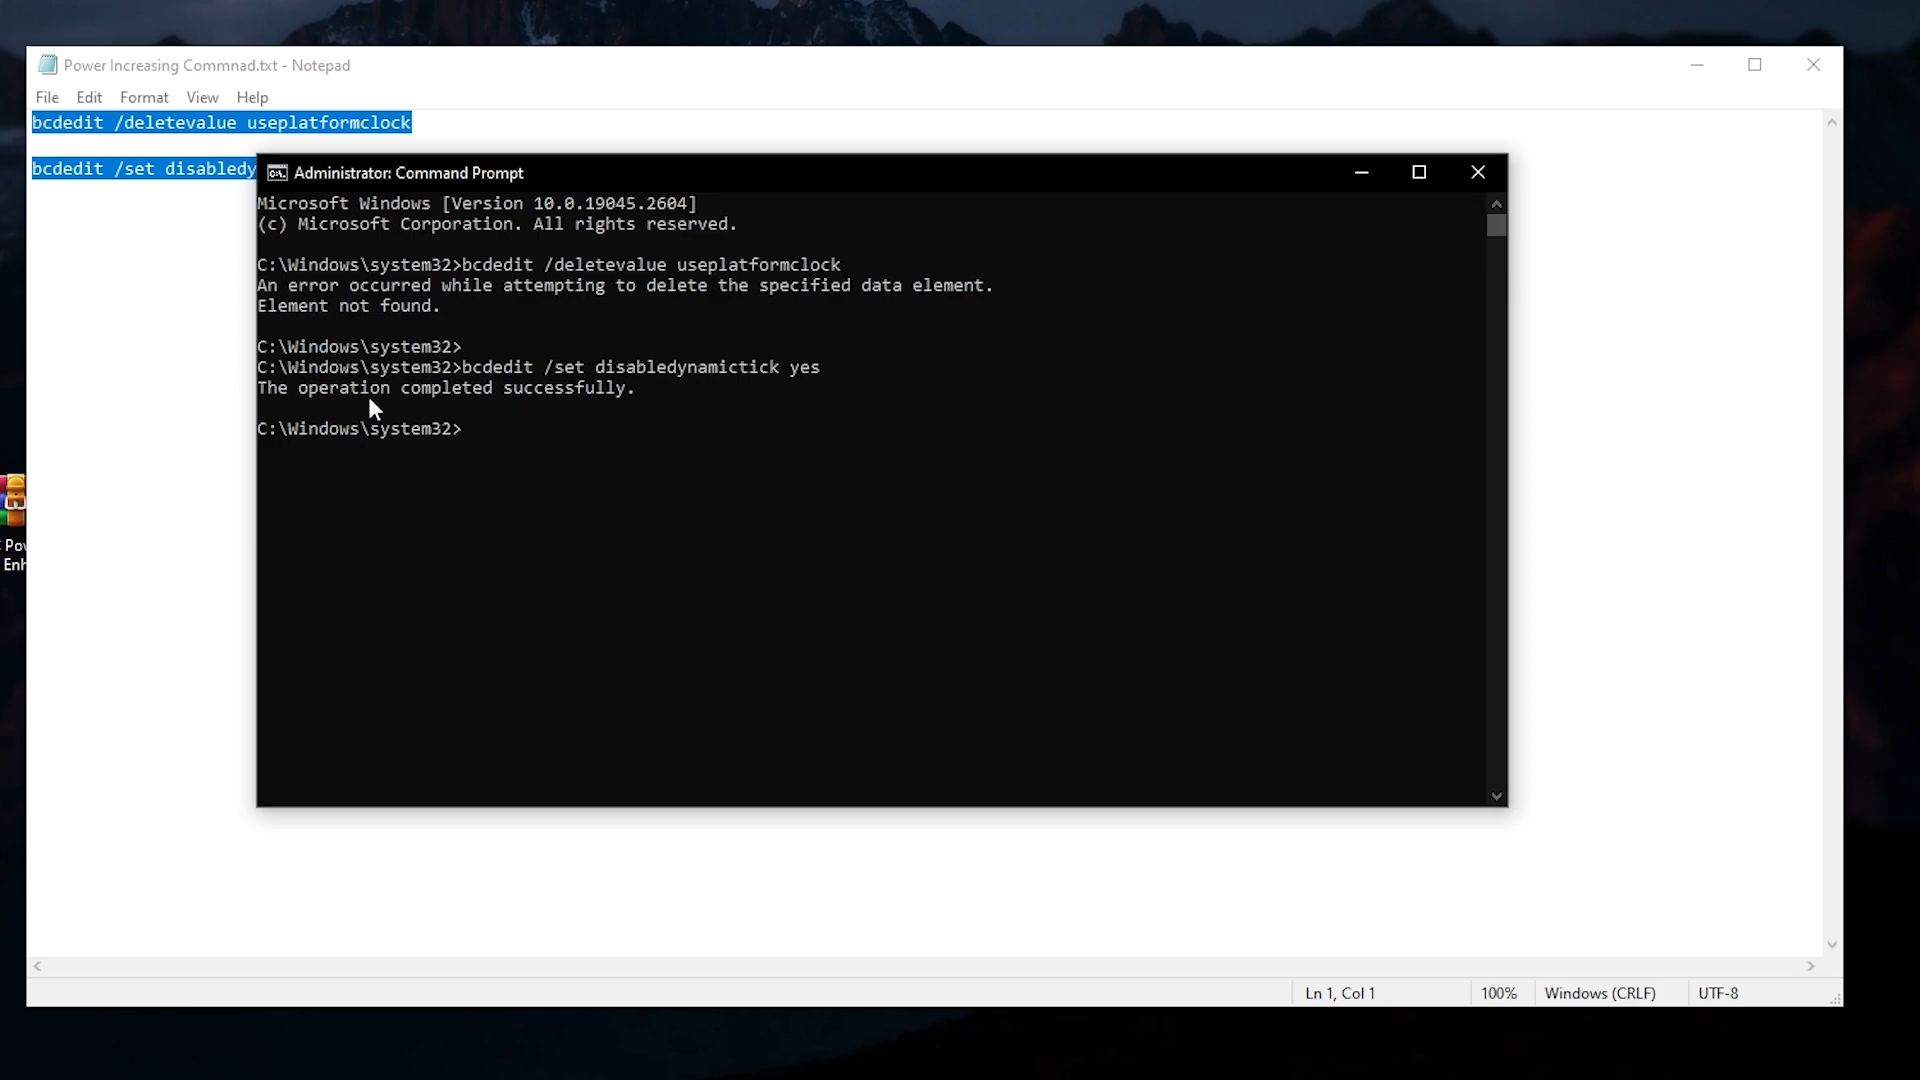 Power Increasing Commnad.txt - Notepad
File Edit Format View Help
bcdedit /deletevalue useplatformclock
bcdedit /set disabledy
Administrator: Command Prompt
Microsoft Windows [Version 10.0.19045.2604]
(c) Microsoft Corporation. All rights reserved.
C:\Windows\system32>bcdedit /deletevalue useplatformclock
An error occurred while attempting to delete the specified data element.
Element not found.
C:\Windows\system32>
C:\Windows\system32>bcdedit /set disabledynamictick yes
The operation completed successfully.
C:\Windows\system32>
Pow
Enh
Ln 1, Col 1 100% Windows (CRLF) UTF-8